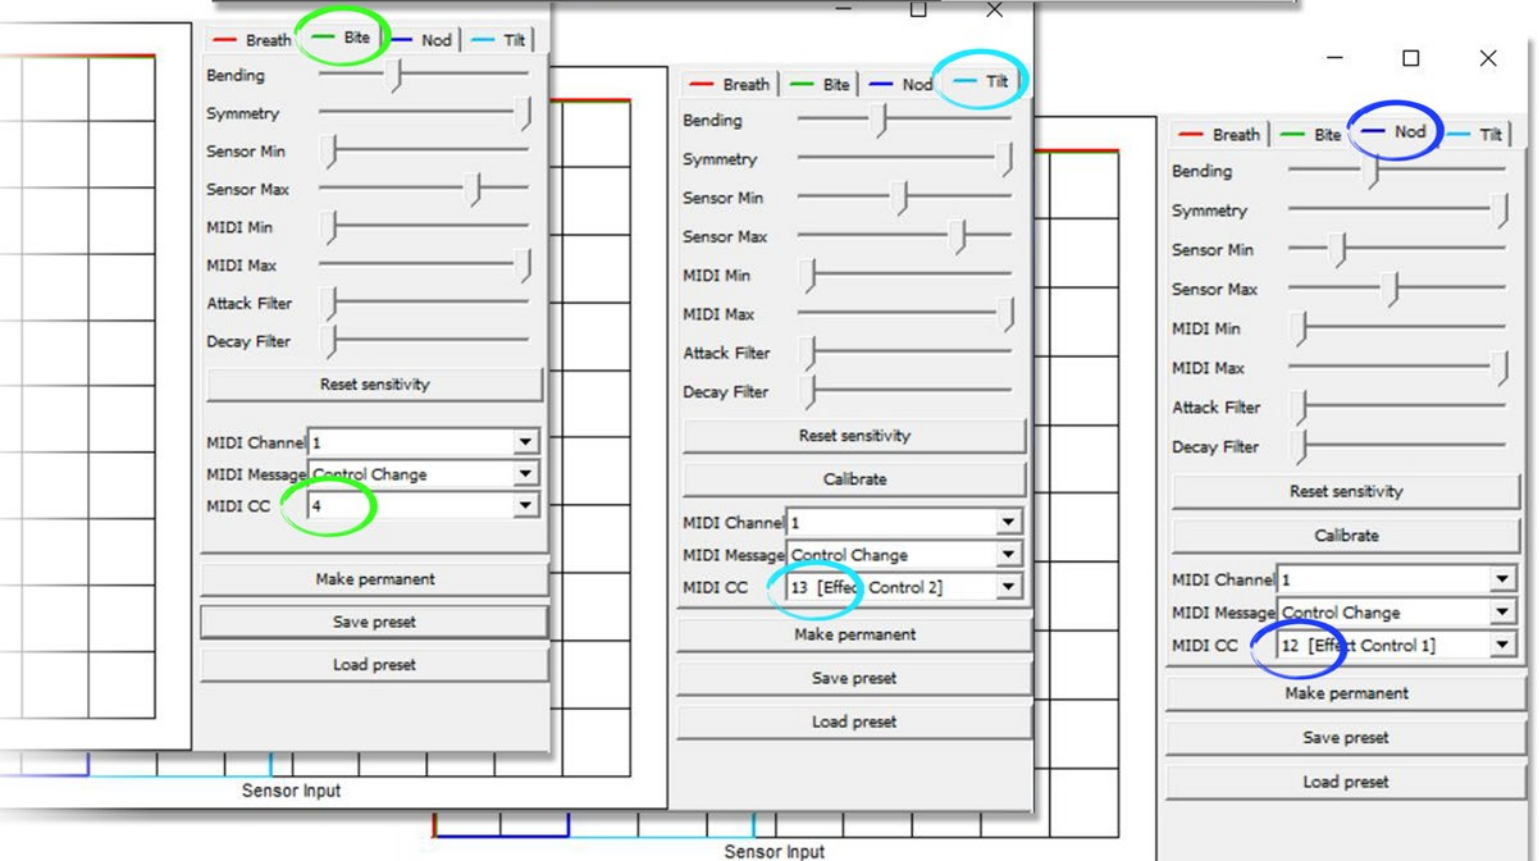 Breath Bite Nod Tilt
Bending
Symmetry
Sensor Min
Sensor Max
MIDI Min
MIDI Max
Attack Filter
Decay Filter
Reset sensitivity
MIDI Channel 1
MIDI Message Control Change
MIDI CC 4
Make permanent
Save preset
Load preset
Sensor Input
Breath Bite Nod Tilt
Bending
Symmetry
Sensor Min
Sensor Max
MIDI Min
MIDI Max
Attack Filter
Decay Filter
Reset sensitivity
Calibrate
MIDI Channel 1
MIDI Message Control Change
MIDI CC 13 [Effect Control 2]
Make permanent
Save preset
Load preset
Sensor Input
Breath Bite Nod Tilt
Bending
Symmetry
Sensor Min
Sensor Max
MIDI Min
MIDI Max
Attack Filter
Decay Filter
Reset sensitivity
Calibrate
MIDI Channel 1
MIDI Message Control Change
MIDI CC 12 [Effect Control 1]
Make permanent
Save preset
Load preset